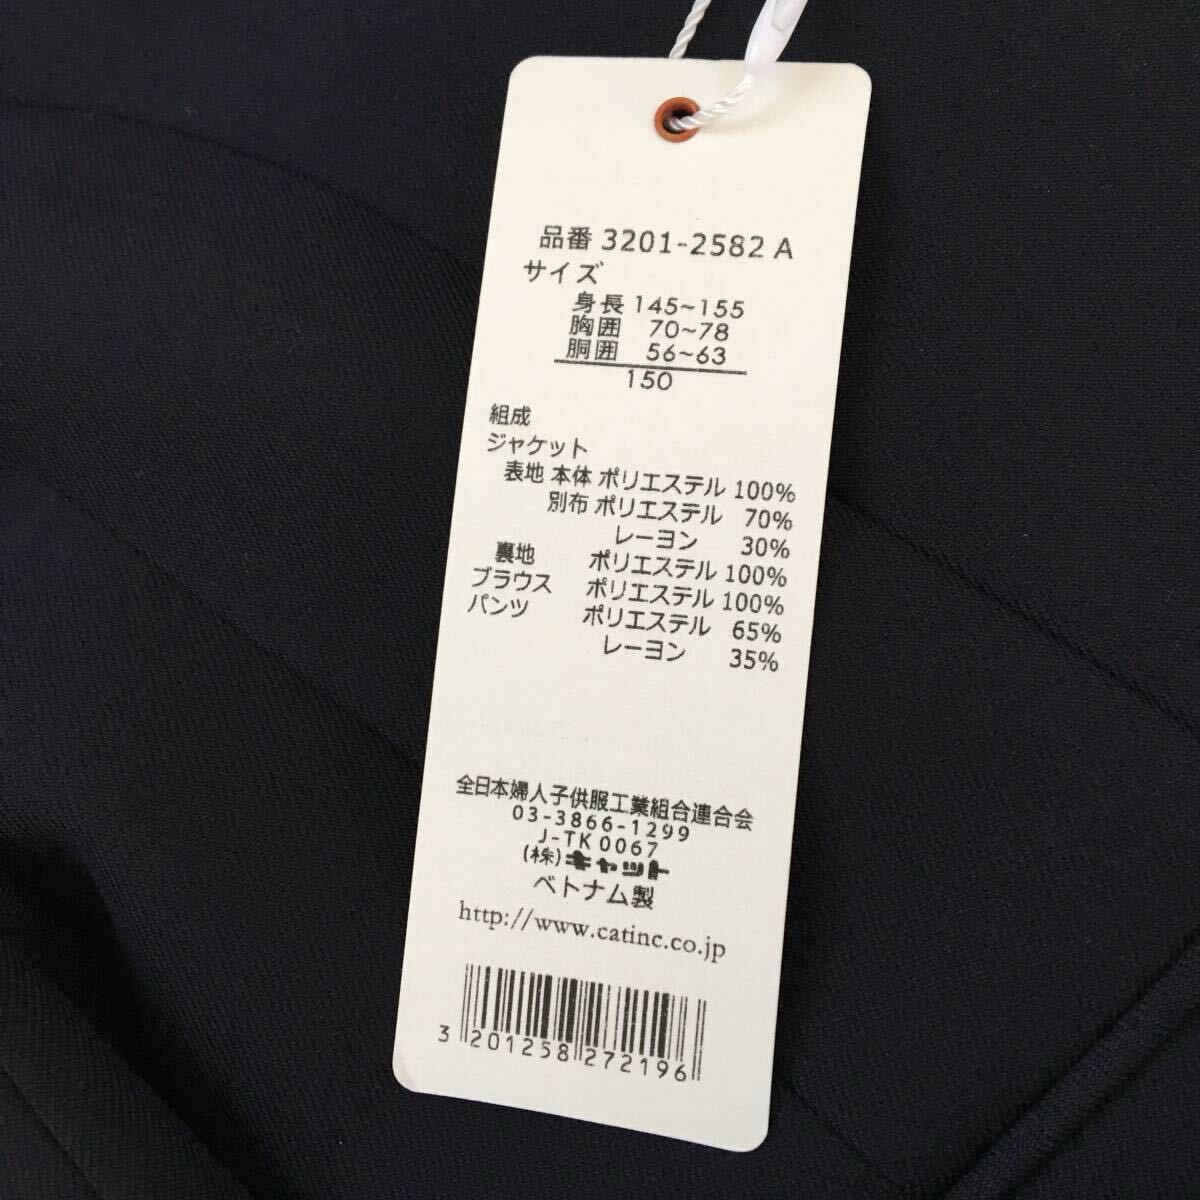 品番 3201-2582 A
サイズ
身長 145~155
胸囲 70~78
胴囲 56~63
150
組成
ジャケット
表地 本体 ポリエステル 100%
別布 ポリエステル 70%
レーヨン 30%
裏地 ポリエステル 100%
ブラウス ポリエステル 100%
パンツ ポリエステル 65%
レーヨン 35%
全日本婦人子供服工業組合連合会
03-3866-1299
J-TK 0067
(株)キャット
ベトナム製
http://www.catinc.co.jp
3 201258 272196